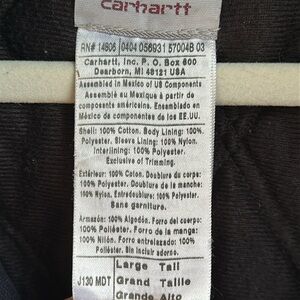 carhartt
RN# 14806 0404 056931 57004B 03
Carhartt, Inc. P. O. Box 600
Dearborn, MI 48121 USA
Assembled in Mexico of US Components
Assemblé au Mexique à partir de
composants américains. Ensamblado en
México de componentes de los EE.UU.
Shell: 100% Cotton. Body Lining: 100%
Polyester. Sleeve Lining: 100% Nylon.
Interlining: 100% Polyester.
Exclusive of Trimming.
Extérieur: 100% Coton. Doublure du corps:
100% Polyester. Doublure de la manche:
100% Nylon. Entredoublure: 100% Polyester.
Sans garniture.
Armazón: 100% Algodón. Forro del cuerpo:
100% Poliéster. Forro de la manga:
100% Nilón. Forro entrelazado: 100%
Poliéster. Sin incluir adorno.
Large Tall
J130 MDT Grand Taille
Grande Alto